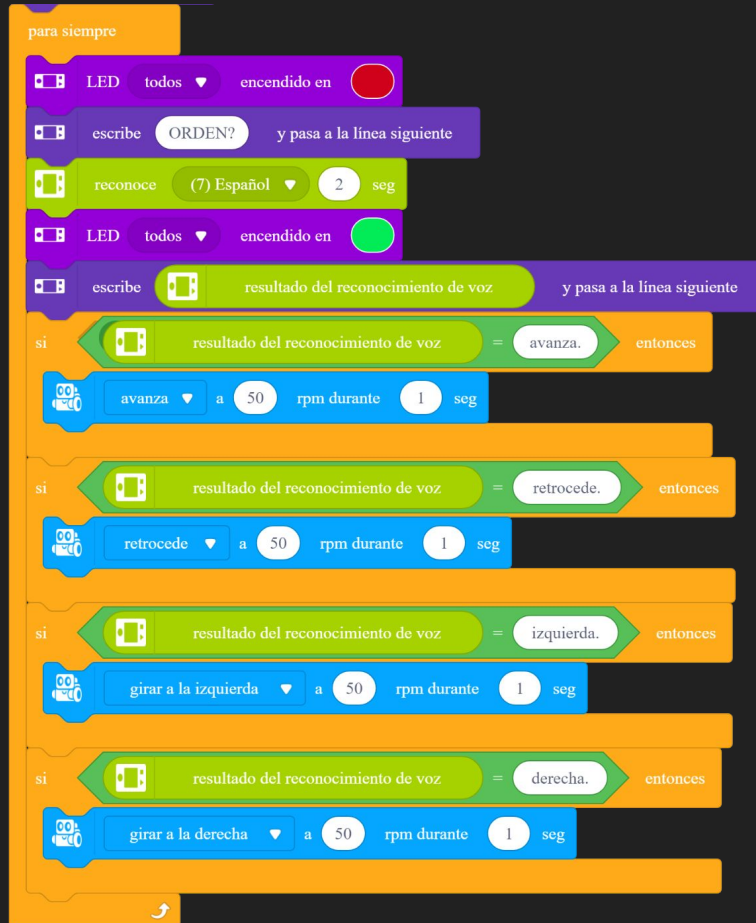 para siempre
LED todos encendido en
escribe ORDEN? y pasa a la línea siguiente
reconoce (7) Español 2 seg
LED todos encendido en
escribe resultado del reconocimiento de voz y pasa a la línea siguiente
si resultado del reconocimiento de voz = avanza. entonces
avanza a 50 rpm durante 1 seg
si resultado del reconocimiento de voz = retrocede. entonces
retrocede a 50 rpm durante 1 seg
si resultado del reconocimiento de voz = izquierda. entonces
girar a la izquierda a 50 rpm durante 1 seg
si resultado del reconocimiento de voz = derecha. entonces
girar a la derecha a 50 rpm durante 1 seg